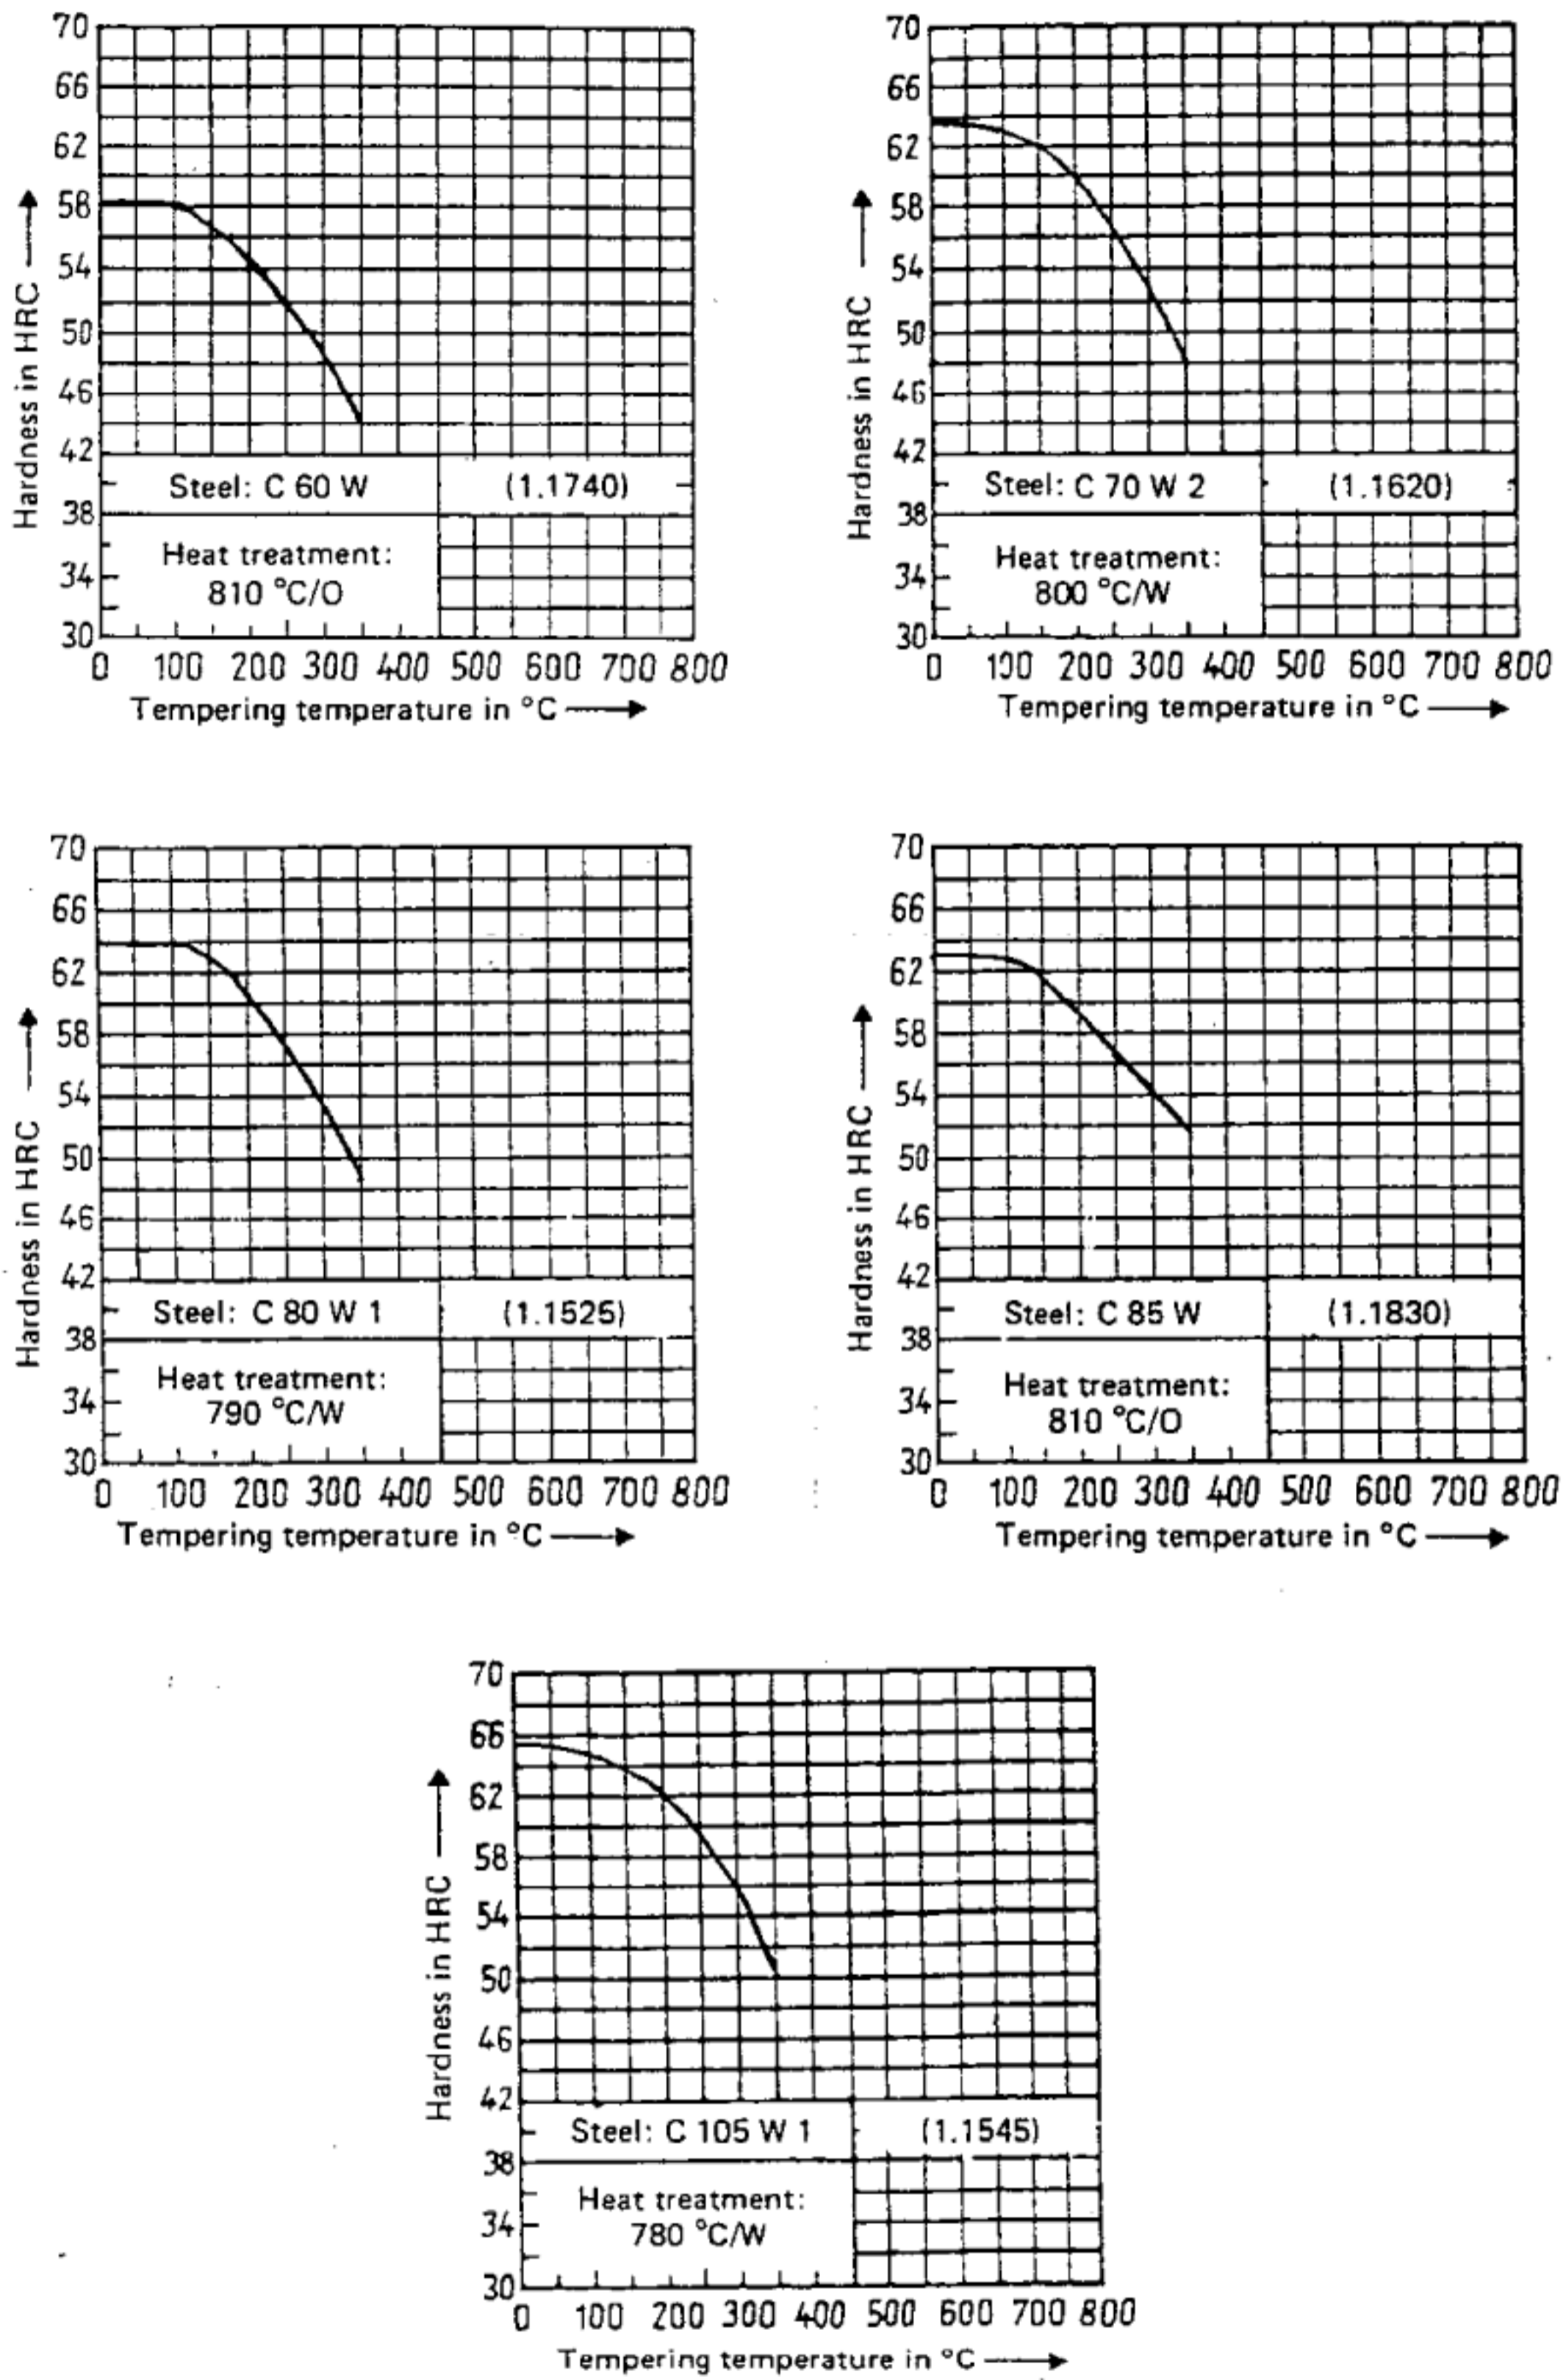 70
66
62
58
54
50
46
42
38
34
30
Hardness in HRC
Steel: C 60 W (1.1740)
Heat treatment:
810 °C/O
0 100 200 300 400 500 600 700 800
Tempering temperature in °C
70
66
62
58
54
50
46
42
38
34
30
Hardness in HRC
Steel: C 70 W 2 (1.1620)
Heat treatment:
800 °C/W
0 100 200 300 400 500 600 700 800
Tempering temperature in °C
70
66
62
58
54
50
46
42
38
34
30
Hardness in HRC
Steel: C 80 W 1 (1.1525)
Heat treatment:
790 °C/W
0 100 200 300 400 500 600 700 800
Tempering temperature in °C
70
66
62
58
54
50
46
42
38
34
30
Hardness in HRC
Steel: C 85 W (1.1830)
Heat treatment:
810 °C/O
0 100 200 300 400 500 600 700 800
Tempering temperature in °C
70
66
62
58
54
50
46
42
38
34
30
Hardness in HRC
Steel: C 105 W 1 (1.1545)
Heat treatment:
780 °C/W
0 100 200 300 400 500 600 700 800
Tempering temperature in °C